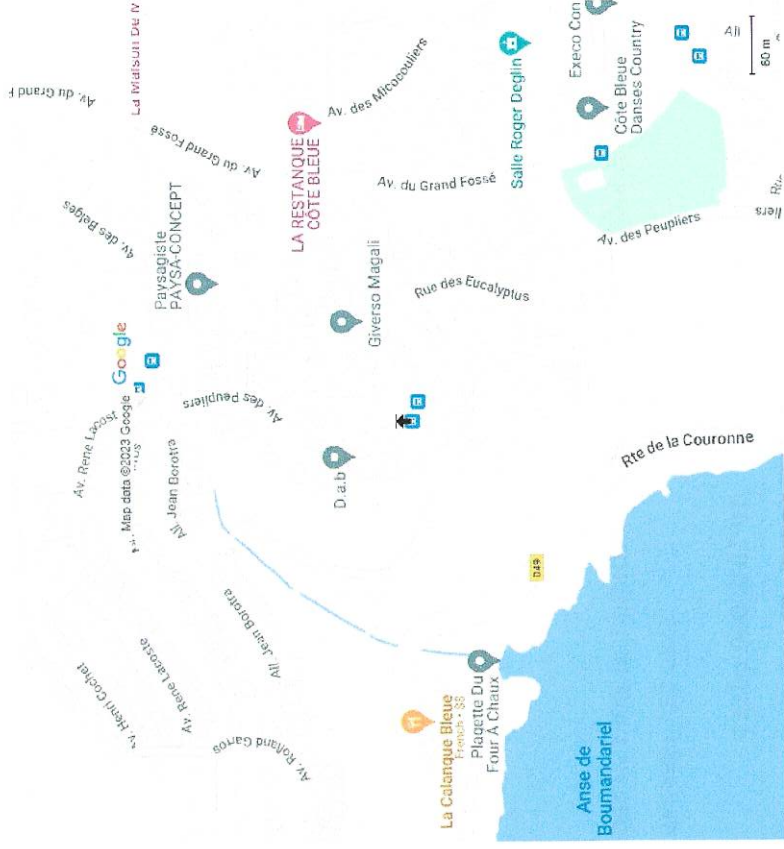 Av. du Grand F
La Maison De M
Av. du Grand Fossé
Av. des Belges
Paysagiste
PAYSA-CONCEPT
LA RESTANQUE
CÔTE BLEUE
Av. des Micocouliers
Salle Roger Deglin
Execo Con
Côte Bleue
Danses Country
All
60 m
Av. du Grand Fossé
Av. des Peupliers
Rue des Eucalyptus
Giverso Magali
Google
Map data ©2023 Google
Av. René Lacost
All. Jean Borotra
Av. des Peupliers
D.a.b
Rte de la Couronne
D49
Av. Henri Cochet
Av. René Lacoste
All. Jean Borotra
Av. Rolland Garros
La Calanque Bleue
French • $$
Plagette Du
Four À Chaux
Anse de
Boumandariel